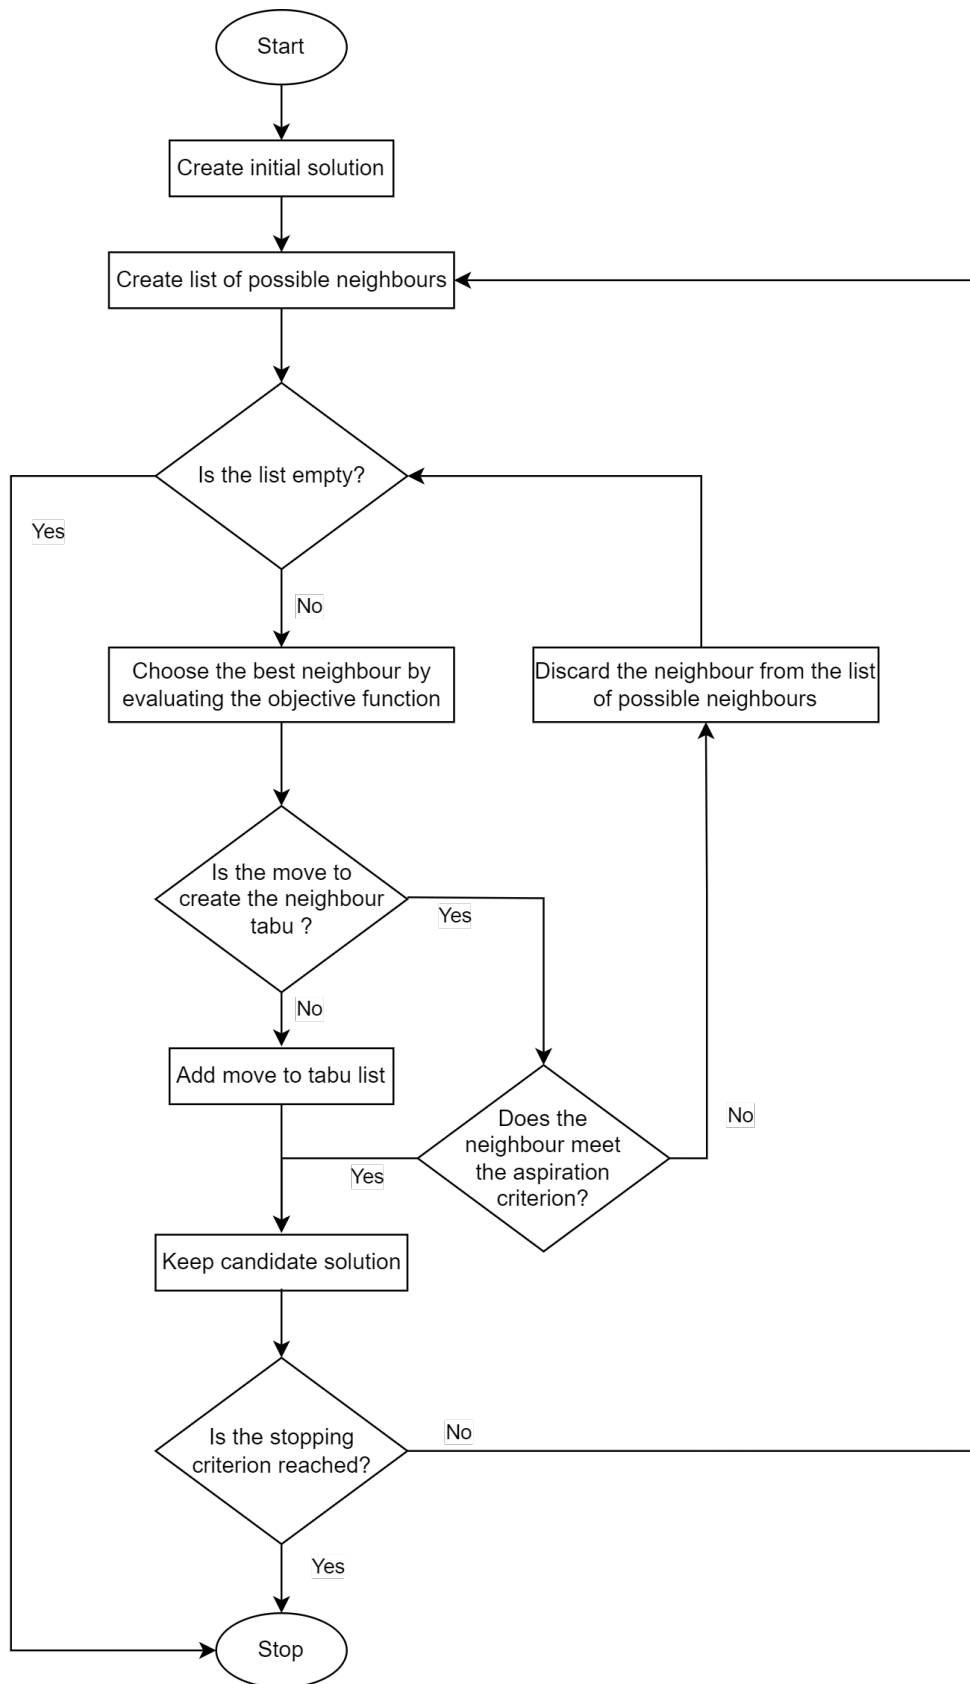 Start
Create initial solution
Create list of possible neighbours
Is the list empty?
Yes
No
Choose the best neighbour by
evaluating the objective function
Discard the neighbour from the list
of possible neighbours
Is the move to
create the neighbour
tabu ?
Yes
No
Add move to tabu list
Does the
neighbour meet
the aspiration
criterion?
No
Yes
Keep candidate solution
Is the stopping
criterion reached?
No
Yes
Stop